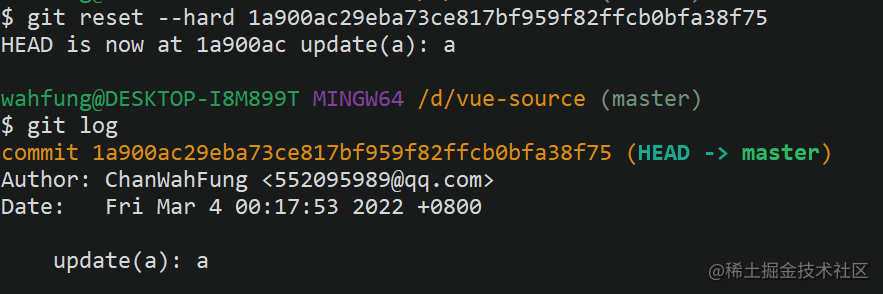 $ git reset --hard 1a900ac29eba73ce817bf959f82ffcb0bfa38f75
HEAD is now at 1a900ac update(a): a
wahfung@DESKTOP-I8M899T MINGW64 /d/vue-source (master)
$ git log
commit 1a900ac29eba73ce817bf959f82ffcb0bfa38f75 (HEAD -> master)
Author: ChanWahFung <552095989@qq.com>
Date:   Fri Mar 4 00:17:53 2022 +0800
    update(a): a
@稀土掘金技术社区